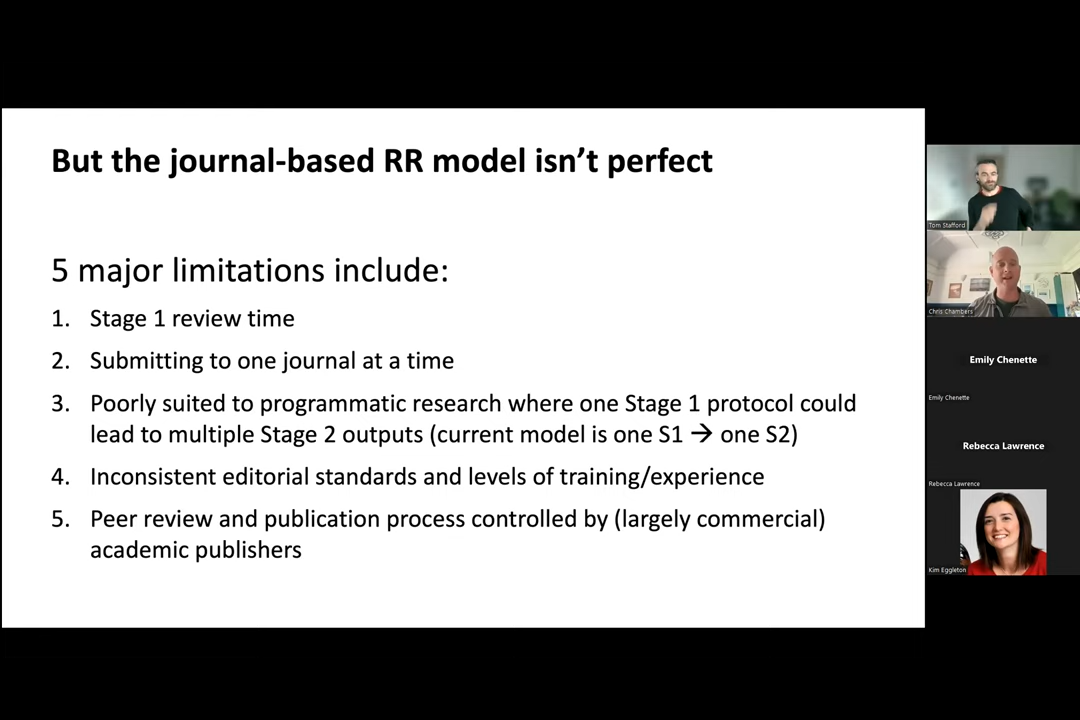 But the journal-based RR model isn't perfect
5 major limitations include:
1. Stage 1 review time
2. Submitting to one journal at a time
3. Poorly suited to programmatic research where one Stage 1 protocol could
lead to multiple Stage 2 outputs (current model is one S1 → one S2)
4. Inconsistent editorial standards and levels of training/experience
5. Peer review and publication process controlled by (largely commercial)
academic publishers
Tom Stafford
Chris Chambers
Emily Chenette
Emily Chenette
Rebecca Lawrence
Rebecca Lawrence
Kim Eggleton